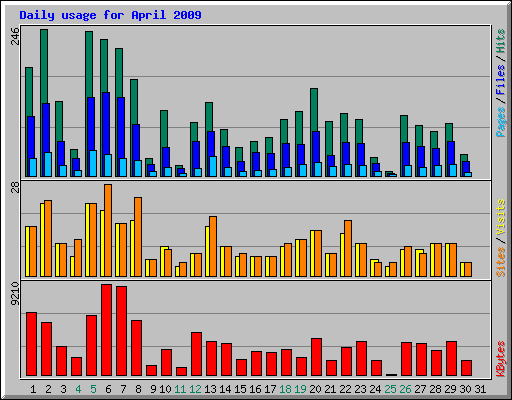 Daily usage for April 2009
246
Pages / Files / Hits
28
Sites / Visits
9210
KBytes
1 2 3 4 5 6 7 8 9 10 11 12 13 14 15 16 17 18 19 20 21 22 23 24 25 26 27 28 29 30 31